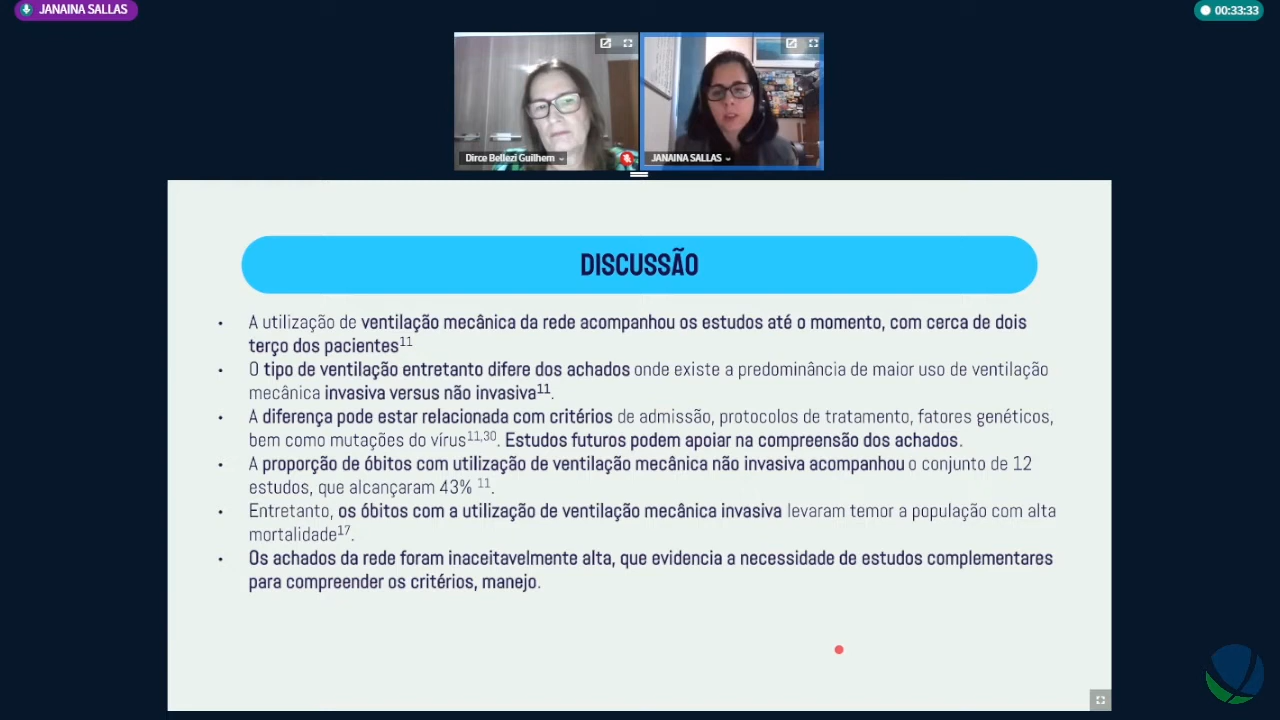 JANAINA SALLAS
00:33:33
Dirce Bellezi Guilhem
JANAINA SALLAS
DISCUSSÃO
• A utilização de ventilação mecânica da rede acompanhou os estudos até o momento, com cerca de dois
terço dos pacientes11
• O tipo de ventilação entretanto difere dos achados onde existe a predominância de maior uso de ventilação
mecânica invasiva versus não invasiva11.
• A diferença pode estar relacionada com critérios de admissão, protocolos de tratamento, fatores genéticos,
bem como mutações do vírus11,30. Estudos futuros podem apoiar na compreensão dos achados.
• A proporção de óbitos com utilização de ventilação mecânica não invasiva acompanhou o conjunto de 12
estudos, que alcançaram 43% 11.
• Entretanto, os óbitos com a utilização de ventilação mecânica invasiva levaram temor a população com alta
mortalidade17.
• Os achados da rede foram inaceitavelmente alta, que evidencia a necessidade de estudos complementares
para compreender os critérios, manejo.